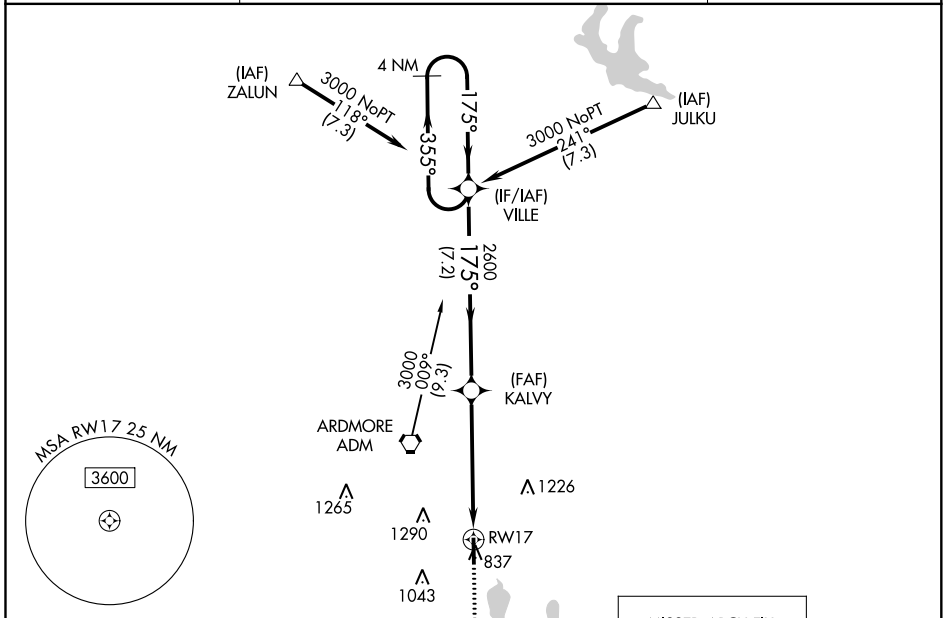 (IAF)
ZALUN
3000 NoPT
118°
(7.3)
4 NM
175°
355°
(IAF)
JULKU
3000 NoPT
241°
(7.3)
(IF/IAF)
VILLE
2600
175°
(7.2)
3000
009°
(9.3)
(FAF)
KALVY
ARDMORE
ADM
MSA RW17 25 NM
3600
1265
1226
1290
RW17
837
1043